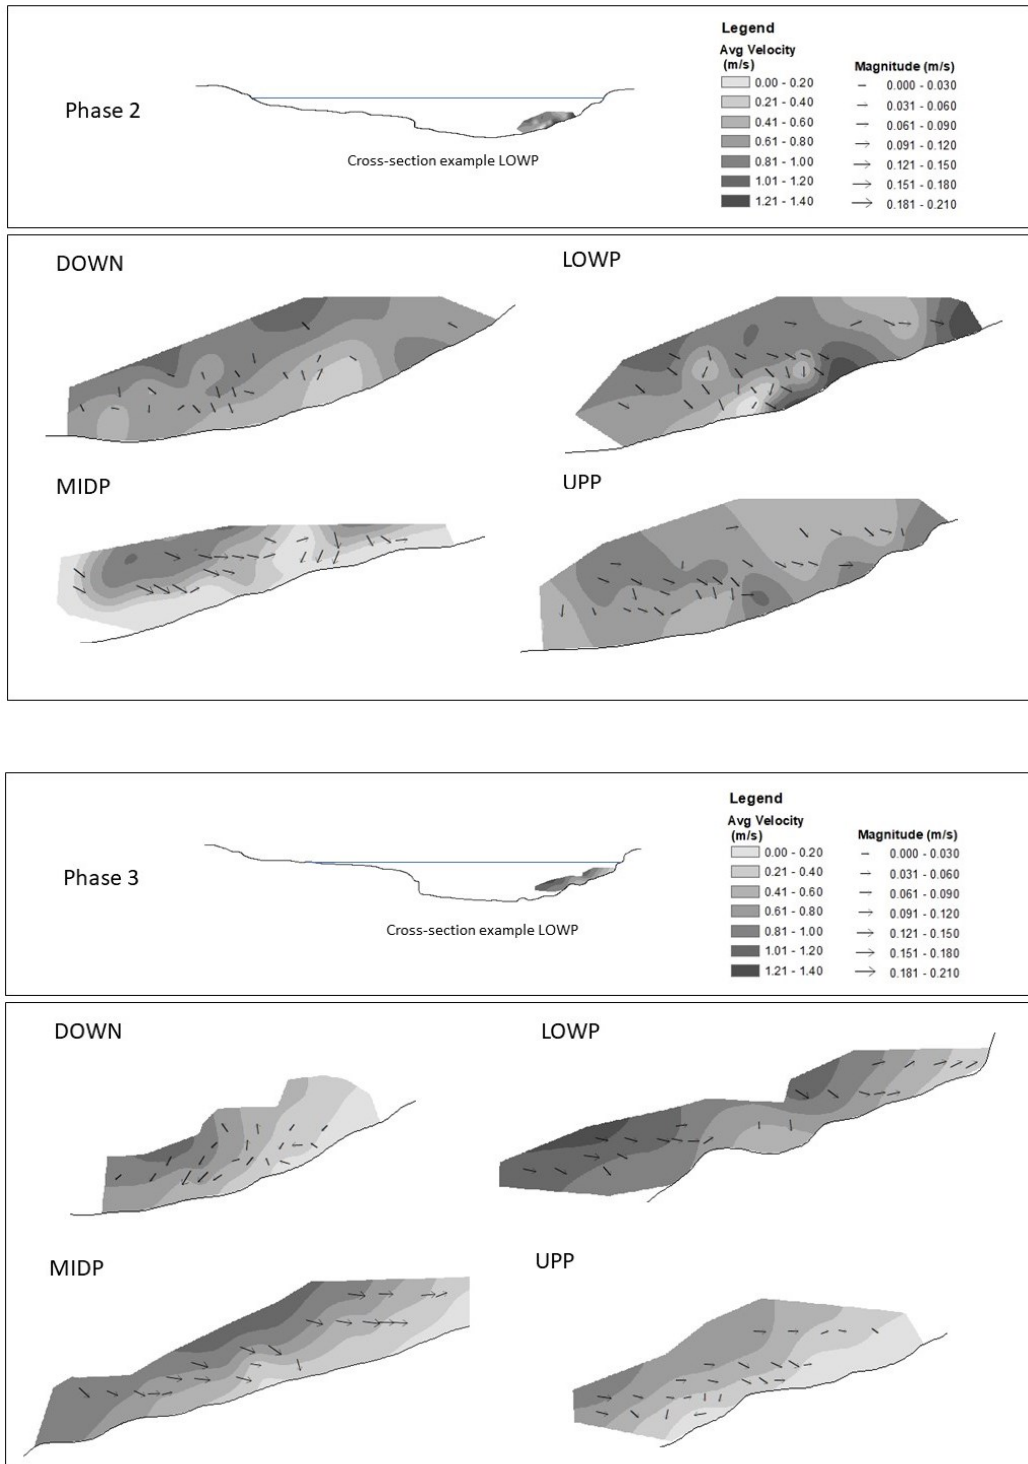 Phase 2
Cross-section example LOWP
Legend
Avg Velocity
(m/s)
0.00 - 0.20
0.21 - 0.40
0.41 - 0.60
0.61 - 0.80
0.81 - 1.00
1.01 - 1.20
1.21 - 1.40
Magnitude (m/s)
0.000 - 0.030
0.031 - 0.060
0.061 - 0.090
0.091 - 0.120
0.121 - 0.150
0.151 - 0.180
0.181 - 0.210
DOWN
LOWP
MIDP
UPP
Phase 3
Cross-section example LOWP
Legend
Avg Velocity
(m/s)
0.00 - 0.20
0.21 - 0.40
0.41 - 0.60
0.61 - 0.80
0.81 - 1.00
1.01 - 1.20
1.21 - 1.40
Magnitude (m/s)
0.000 - 0.030
0.031 - 0.060
0.061 - 0.090
0.091 - 0.120
0.121 - 0.150
0.151 - 0.180
0.181 - 0.210
DOWN
LOWP
MIDP
UPP